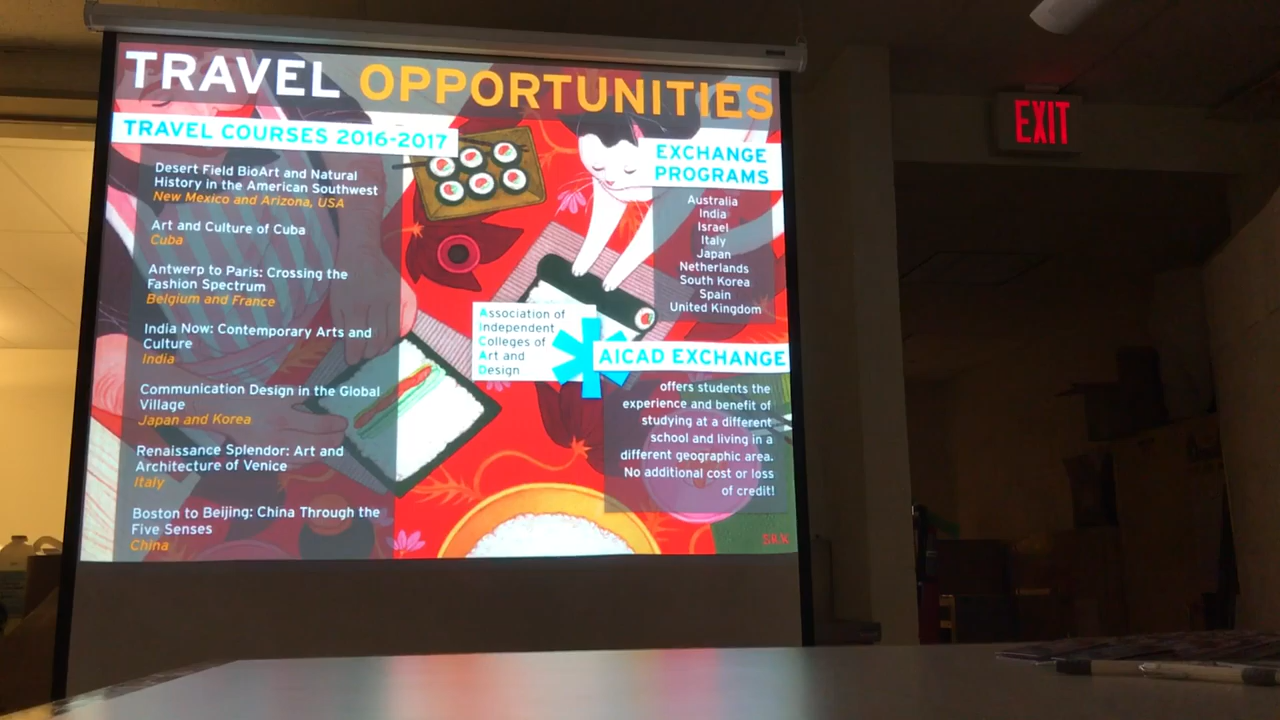 TRAVEL OPPORTUNITIES
TRAVEL COURSES 2016-2017
Desert Field BioArt and Natural
History in the American Southwest
New Mexico and Arizona, USA
Art and Culture of Cuba
Cuba
Antwerp to Paris: Crossing the
Fashion Spectrum
Belgium and France
India Now: Contemporary Arts and
Culture
India
Communication Design in the Global
Village
Japan and Korea
Renaissance Splendor: Art and
Architecture of Venice
Italy
Boston to Beijing: China Through the
Five Senses
China
EXCHANGE
PROGRAMS
Australia
India
Israel
Italy
Japan
Netherlands
South Korea
Spain
United Kingdom
Association of
Independent
Colleges of
Art and
Design
AICAD EXCHANGE
offers students the
experience and benefit of
studying at a different
school and living in a
different geographic area.
No additional cost or loss
of credit!
S.R.K
EXIT